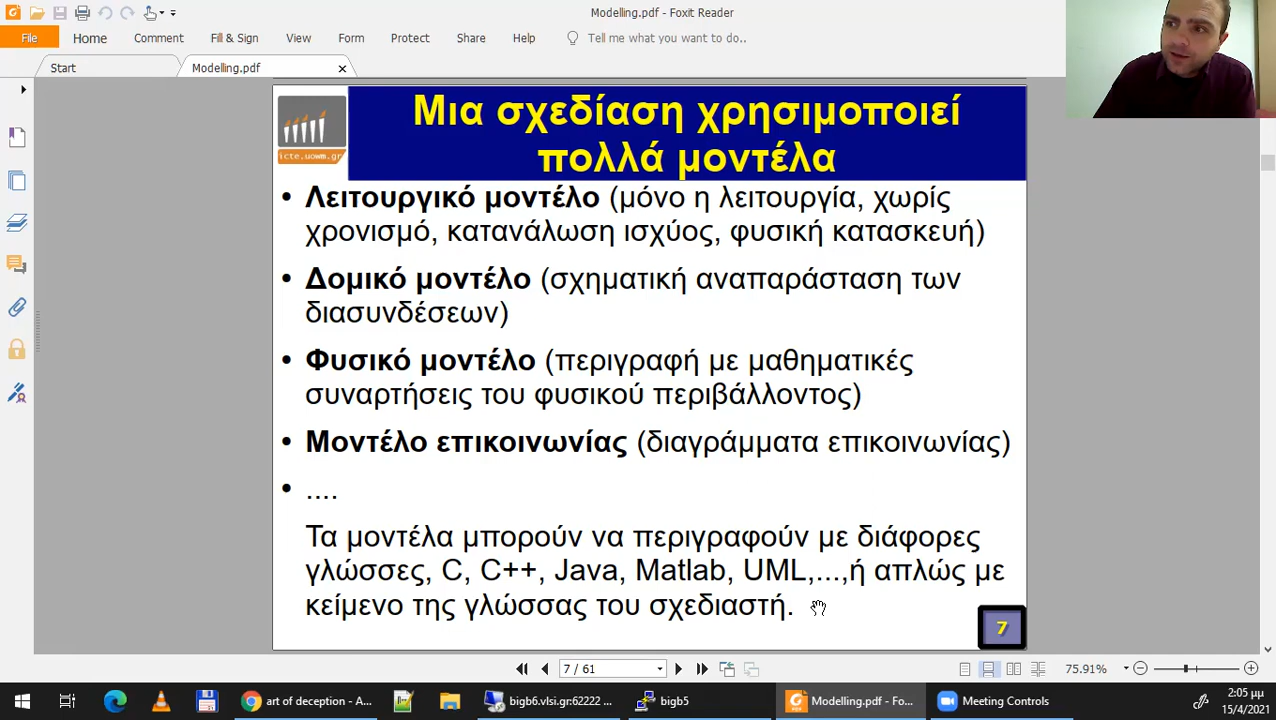 Modelling.pdf - Foxit Reader
File Home Comment Fill & Sign View Form Protect Share Help Tell me what you want to do..
Start Modelling.pdf
icte.uowm.gr
Μια σχεδίαση χρησιμοποιεί
πολλά μοντέλα
• Λειτουργικό μοντέλο (μόνο η λειτουργία, χωρίς
χρονισμό, κατανάλωση ισχύος, φυσική κατασκευή)
• Δομικό μοντέλο (σχηματική αναπαράσταση των
διασυνδέσεων)
• Φυσικό μοντέλο (περιγραφή με μαθηματικές
συναρτήσεις του φυσικού περιβάλλοντος)
• Μοντέλο επικοινωνίας (διαγράμματα επικοινωνίας)
• ....
Τα μοντέλα μπορούν να περιγραφούν με διάφορες
γλώσσες, C, C++, Java, Matlab, UML,...,ή απλώς με
κείμενο της γλώσσας του σχεδιαστή.
7
7 / 61 75.91%
art of deception - A... bigb6.vlsi.gr:62222 ... bigb5 Modelling.pdf - Fo... Meeting Controls 2:05 μμ
15/4/2021